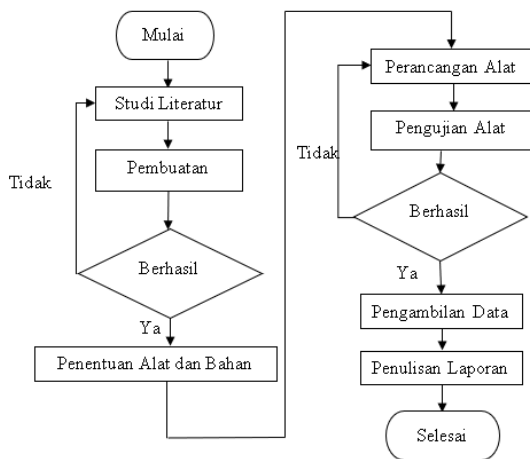 Mulai
Studi Literatur
Pembuatan
Tidak
Berhasil
Ya
Penentuan Alat dan Bahan
Perancangan Alat
Pengujian Alat
Tidak
Berhasil
Ya
Pengambilan Data
Penulisan Laporan
Selesai